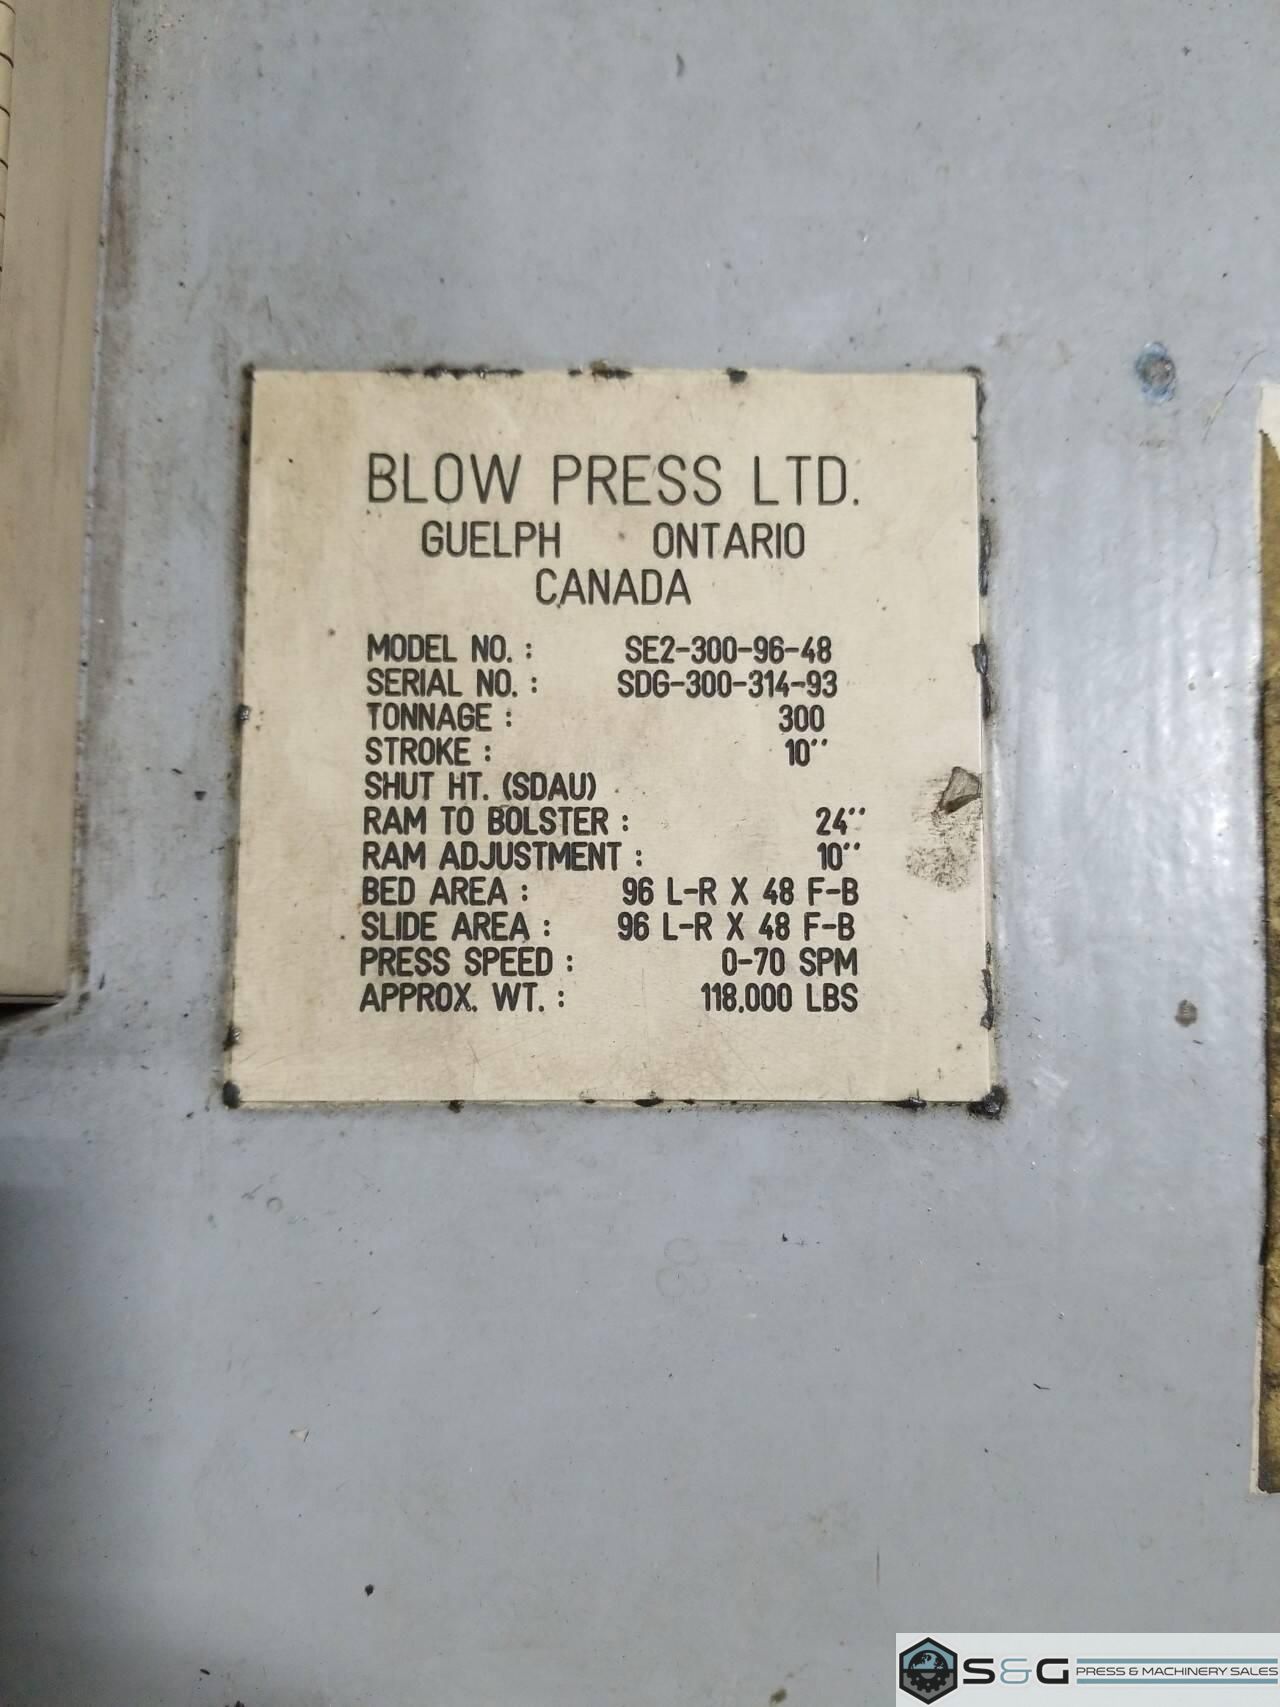 BLOW PRESS LTD.
GUELPH ONTARIO
CANADA
MODEL NO. : SE2-300-96-48
SERIAL NO. : SDG-300-314-93
TONNAGE : 300
STROKE : 10''
SHUT HT. (SDAU)
RAM TO BOLSTER : 24''
RAM ADJUSTMENT : 10''
BED AREA : 96 L-R X 48 F-B
SLIDE AREA : 96 L-R X 48 F-B
PRESS SPEED : 0-70 SPM
APPROX. WT. : 118,000 LBS
S&G PRESS & MACHINERY SALES